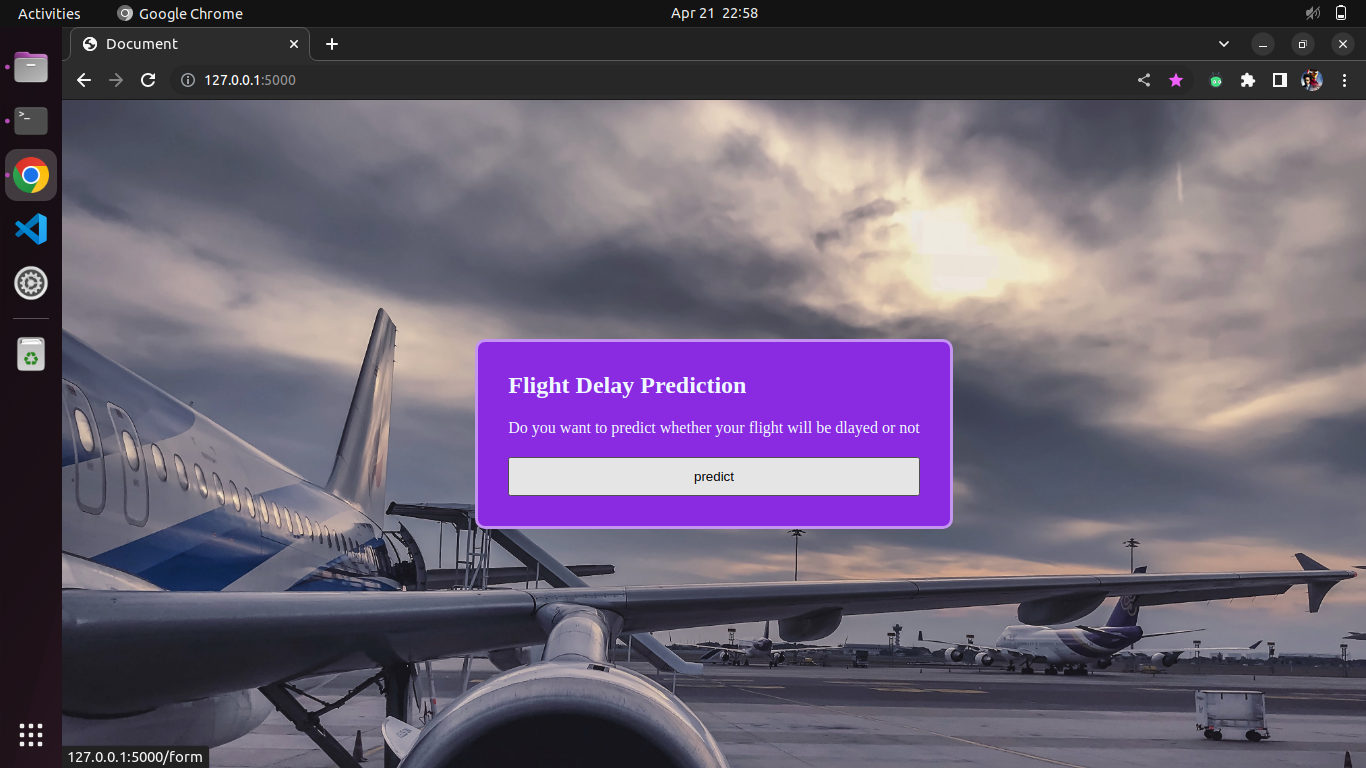 Activities
Google Chrome
Apr 21 22:58
Document
127.0.0.1:5000
>_
Flight Delay Prediction
Do you want to predict whether your flight will be dlayed or not
predict
127.0.0.1:5000/form